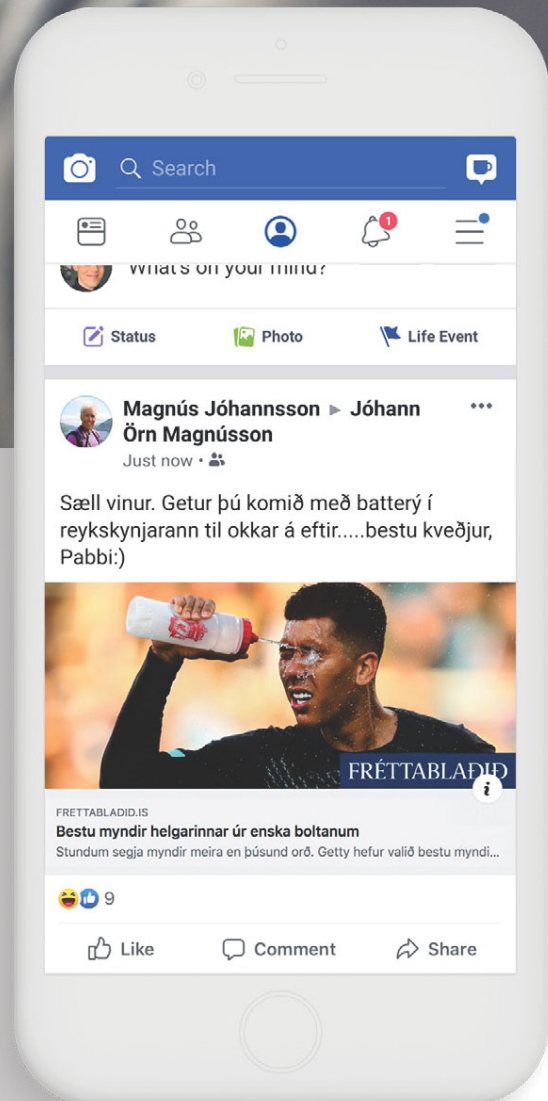 Search
1
What's on your mind?
Status Photo Life Event
Magnús Jóhannsson ▸ Jóhann
Örn Magnússon
Just now ·
Sæll vinur. Getur þú komið með batterý í
reykskynjarann til okkar á eftir.....bestu kveðjur,
Pabbi:)
FRÉTTABLAÐIÐ
i
FRETTABLADID.IS
Bestu myndir helgarinnar úr enska boltanum
Stundum segja myndir meira en þúsund orð. Getty hefur valið bestu myndi...
9
Like Comment Share